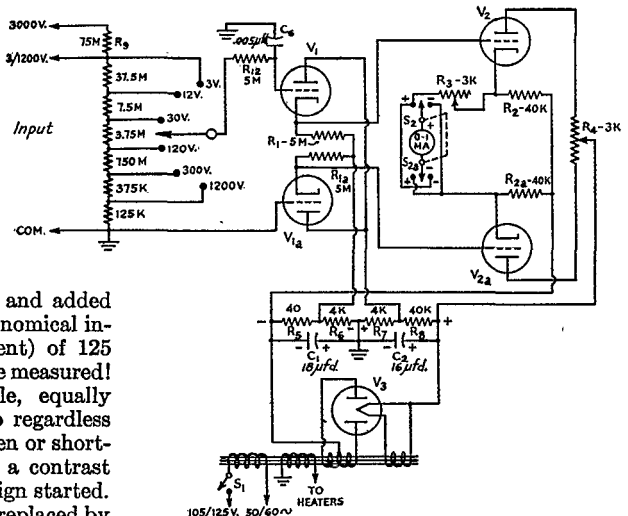 3000V.
75M R9
3/1200V.
37.5M
3V.
12V.
7.5M
30V.
Input
3.75M
120V.
750M
300V.
375K
1200V.
125K
COM.
C6
.005µfd
R12
5M
V1
R1-5M
R1a
5M
V1a
V2
R3-3K
R2-40K
R4-3K
+ -
S2
+
0-1
MA
-
S2a
+ -
R2a-40K
V2a
- 40 4K 4K 40K +
R5 R6 - + R7 R8
- + - +
C1 C2
16µfd. 16µfd.
V3
S1
TO
HEATERS
105/125V. 50/60~
and added
nomical in-
ent) of 125
e measured!
le, equally
o regardless
en or short-
a contrast
ign started.
replaced by